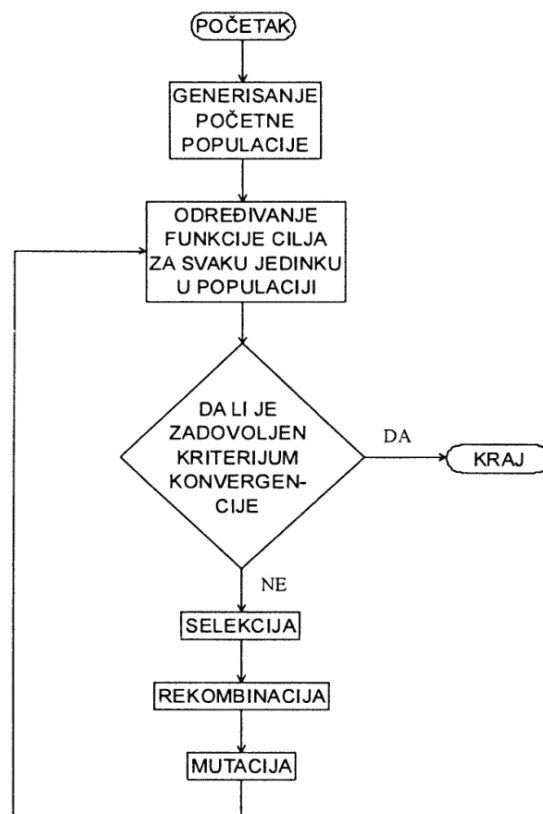 POČETAK
GENERISANJE
POČETNE
POPULACIJE
ODREĐIVANJE
FUNKCIJE CILJA
ZA SVAKU JEDINKU
U POPULACIJI
DA LI JE
ZADOVOLJEN
KRITERIJUM
KONVERGEN-
CIJE
DA
KRAJ
NE
SELEKCIJA
REKOMBINACIJA
MUTACIJA